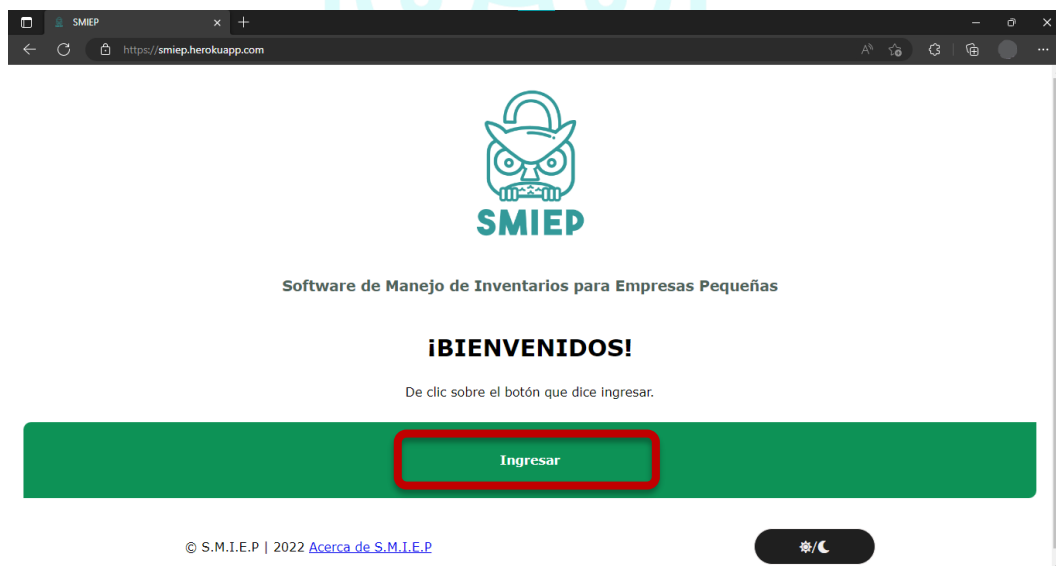 SMIEP
https://smiep.herokuapp.com
SMIEP
Software de Manejo de Inventarios para Empresas Pequeñas
¡BIENVENIDOS!
De clic sobre el botón que dice ingresar.
Ingresar
© S.M.I.E.P | 2022 Acerca de S.M.I.E.P